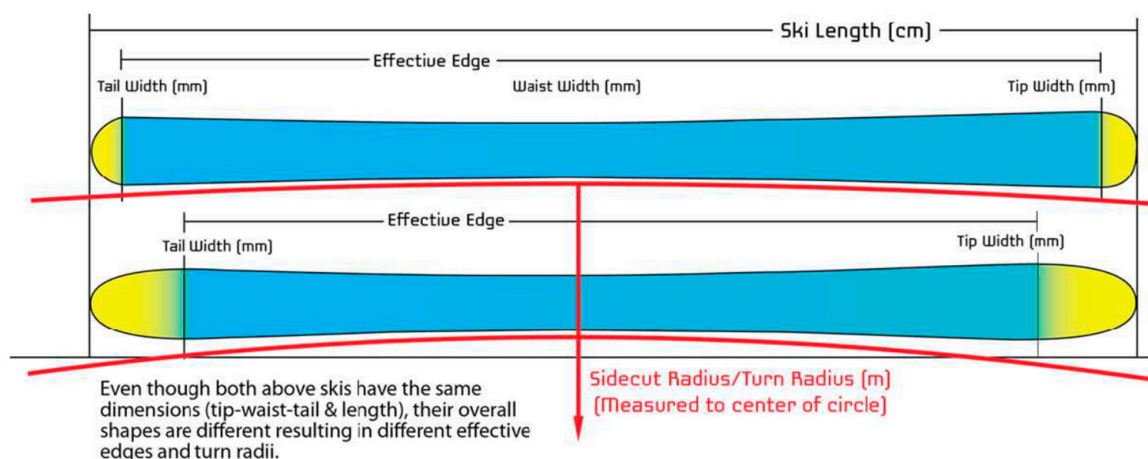 Ski Length (cm)
Effective Edge
Tail Width (mm) Waist Width (mm) Tip Width (mm)
Effective Edge
Tail Width (mm) Tip Width (mm)
Sidecut Radius/Turn Radius (m)
(Measured to center of circle)
Even though both above skis have the same
dimensions (tip-waist-tail & length), their overall
shapes are different resulting in different effective
edges and turn radii.